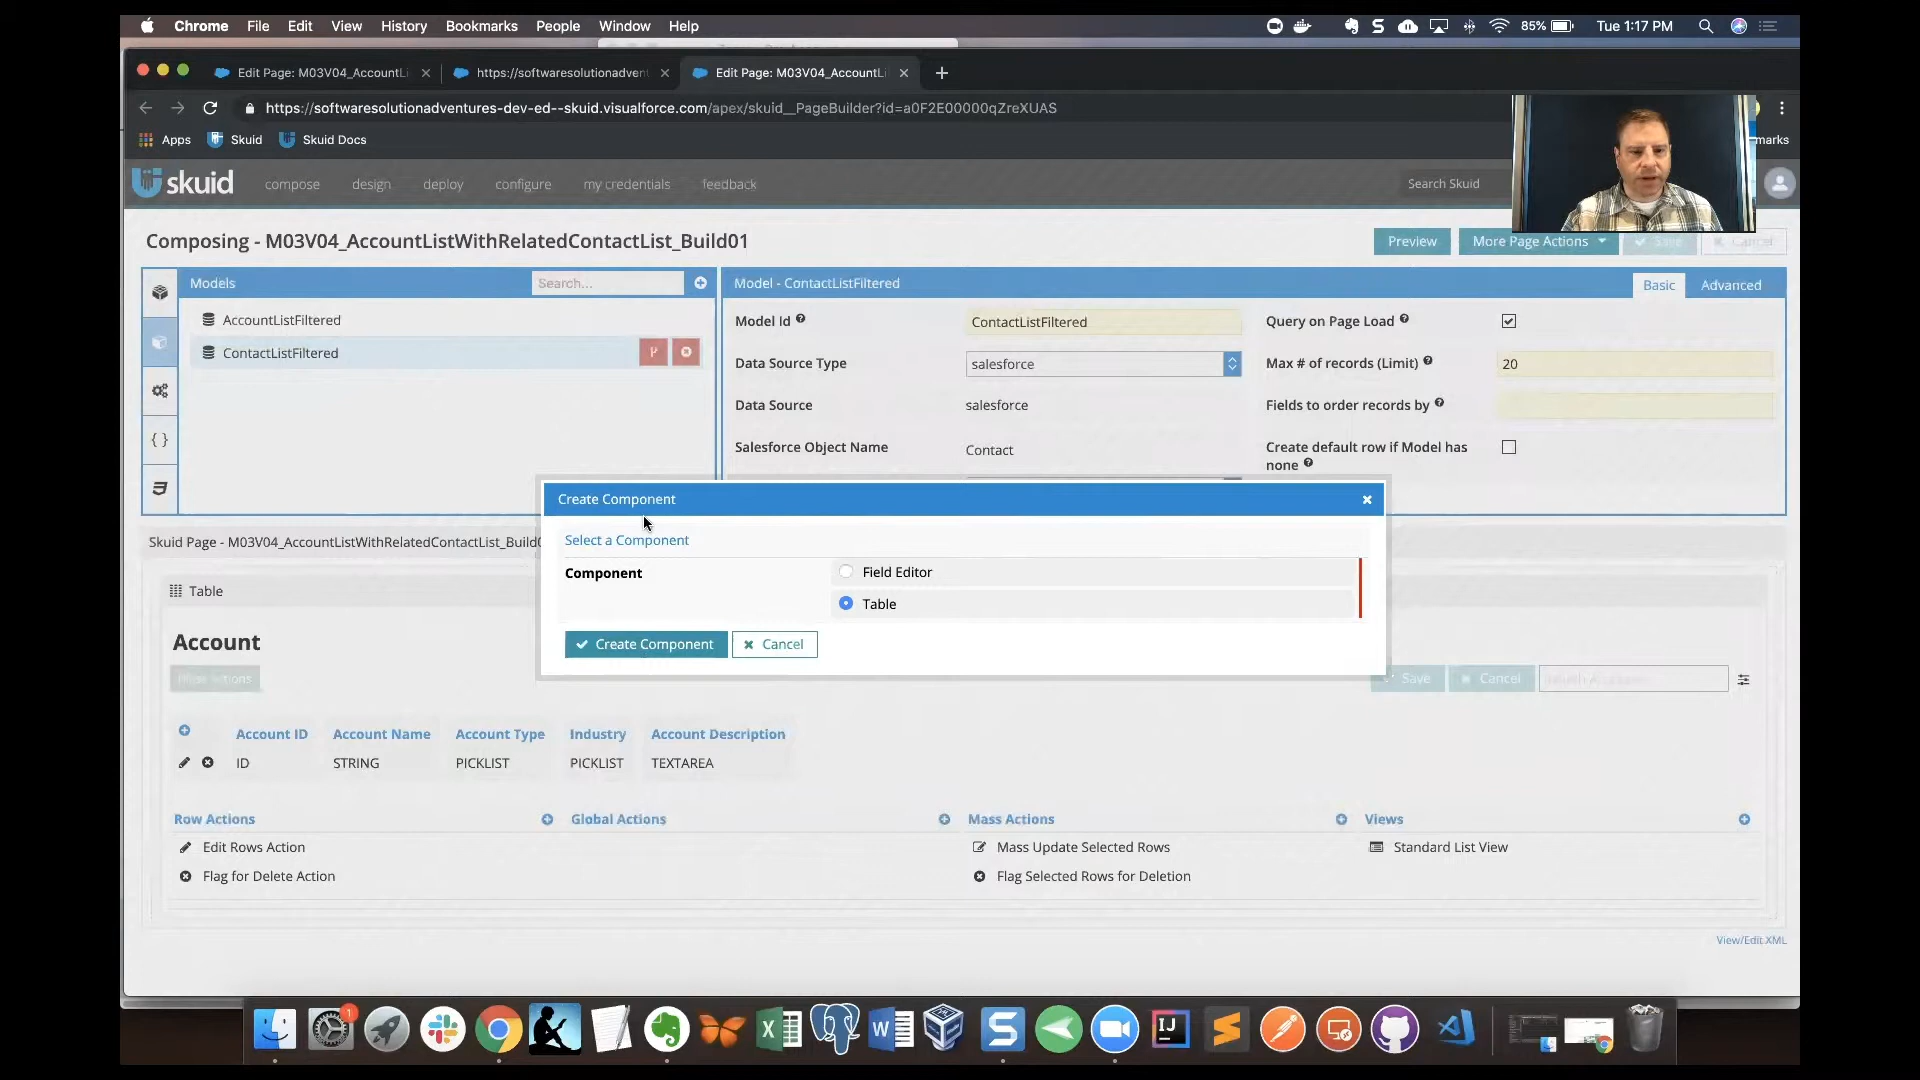 Chrome File Edit View History Bookmarks People Window Help
85% Tue 1:17 PM
Edit Page: M03V04_AccountLi
https://softwaresolutionadven
Edit Page: M03V04_AccountLi
https://softwaresolutionadventures-dev-ed--skuid.visualforce.com/apex/skuid__PageBuilder?id=a0F2E00000qZreXUAS
Apps Skuid Skuid Docs
marks
skuid compose design deploy configure my credentials feedback
Search Skuid
Composing - M03V04_AccountListWithRelatedContactList_Build01
Preview More Page Actions Save Cancel
Models Search...
AccountListFiltered
ContactListFiltered
Model - ContactListFiltered Basic Advanced
Model Id ContactListFiltered
Query on Page Load
Data Source Type salesforce
Max # of records (Limit) 20
Data Source salesforce
Fields to order records by
Salesforce Object Name Contact
Create default row if Model has
none
Create Component
Select a Component
Component
Field Editor
Table
Create Component Cancel
Skuid Page - M03V04_AccountListWithRelatedContactList_Build0
Table
Account
Save Cancel
Account ID Account Name Account Type Industry Account Description
ID STRING PICKLIST PICKLIST TEXTAREA
Row Actions Global Actions Mass Actions Views
Edit Rows Action
Mass Update Selected Rows
Standard List View
Flag for Delete Action
Flag Selected Rows for Deletion
View/Edit XML
1